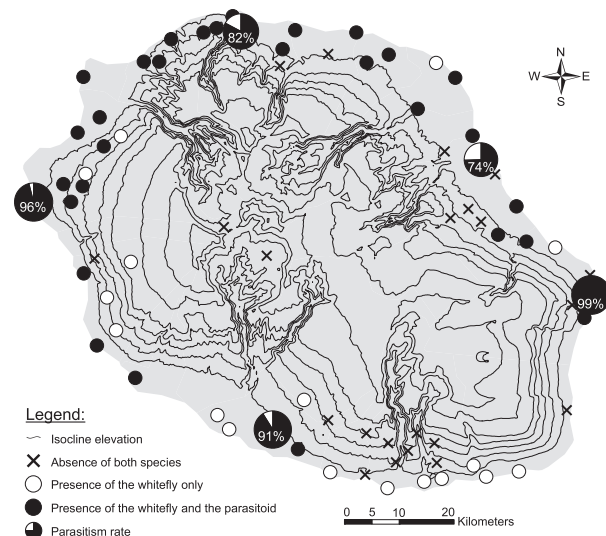 82%
N
W E
S
74%
96%
99%
91%
Legend:
Isocline elevation
Absence of both species
Presence of the whitefly only
Presence of the whitefly and the parasitoid
Parasitism rate
0 5 10 20
Kilometers